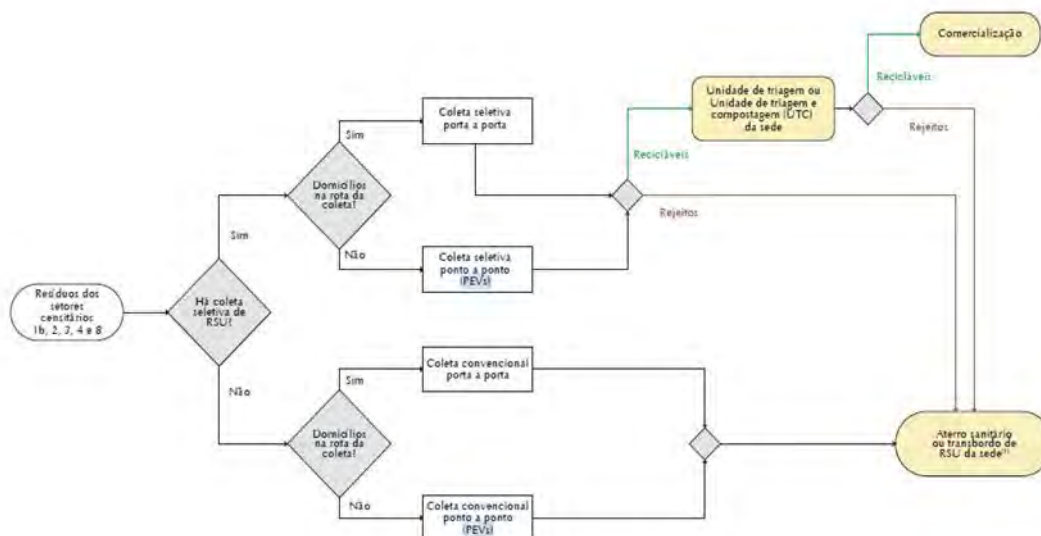 Comercialização
Recicláveis
Unidade de triagem ou
Unidade de triagem e
compostagem (UTC)
da sede
Rejeitos
Coleta seletiva
porta a porta
Sim
Recicláveis
Domicílios
na rota da
coleta?
Rejeitos
Sim
Não
Coleta seletiva
ponto a ponto
(PEVs)
Resíduos dos
setores
censitários
1b, 2, 3, 4 e 8
Há coleta
seletiva de
RSU?
Não
Sim
Coleta convencional
porta a porta
Domicílios
na rota da
coleta?
Aterro sanitário
ou transbordo de
RSU da sede
Não
Coleta convencional
ponto a ponto
(PEVs)